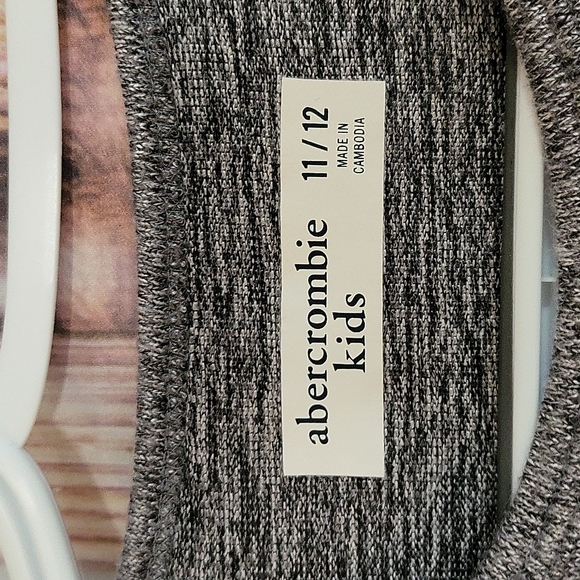 abercrombie
kids
11 / 12
MADE IN
CAMBODIA